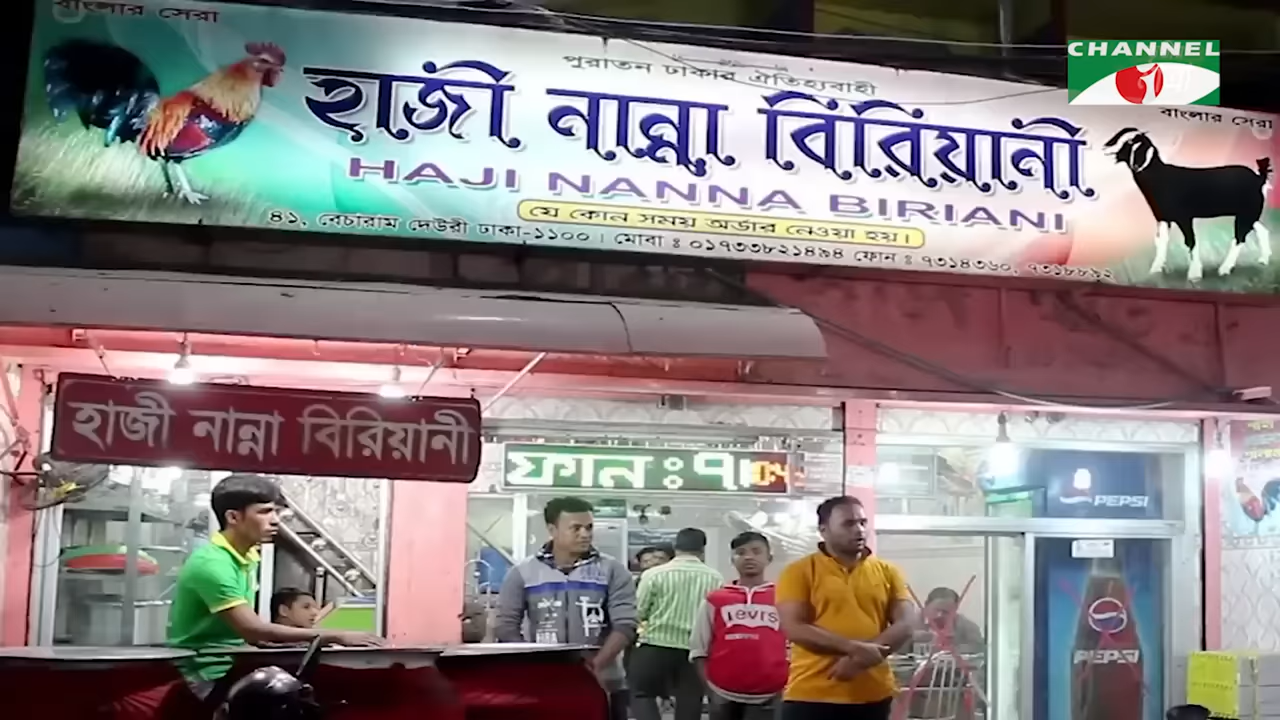 বাংলার সেরা
CHANNEL
পুরাতন ঢাকার ঐতিহ্যবাহী
বাংলার সেরা
হাজী নান্না বিরিয়ানী
HAJI NANNA BIRIANI
যে কোন সময় অর্ডার নেওয়া হয়।
৪১, বেচারাম দেউরী ঢাকা-১১০০। মোবা : ০১৭৩৩৮২১৪৯৪ ফোন : ৭৩১৪৩৬০, ৭৩১৮৮৯২
হাজী নান্না বিরিয়ানী
ফোন : ৭
PEPSI
levrs
PEPSI